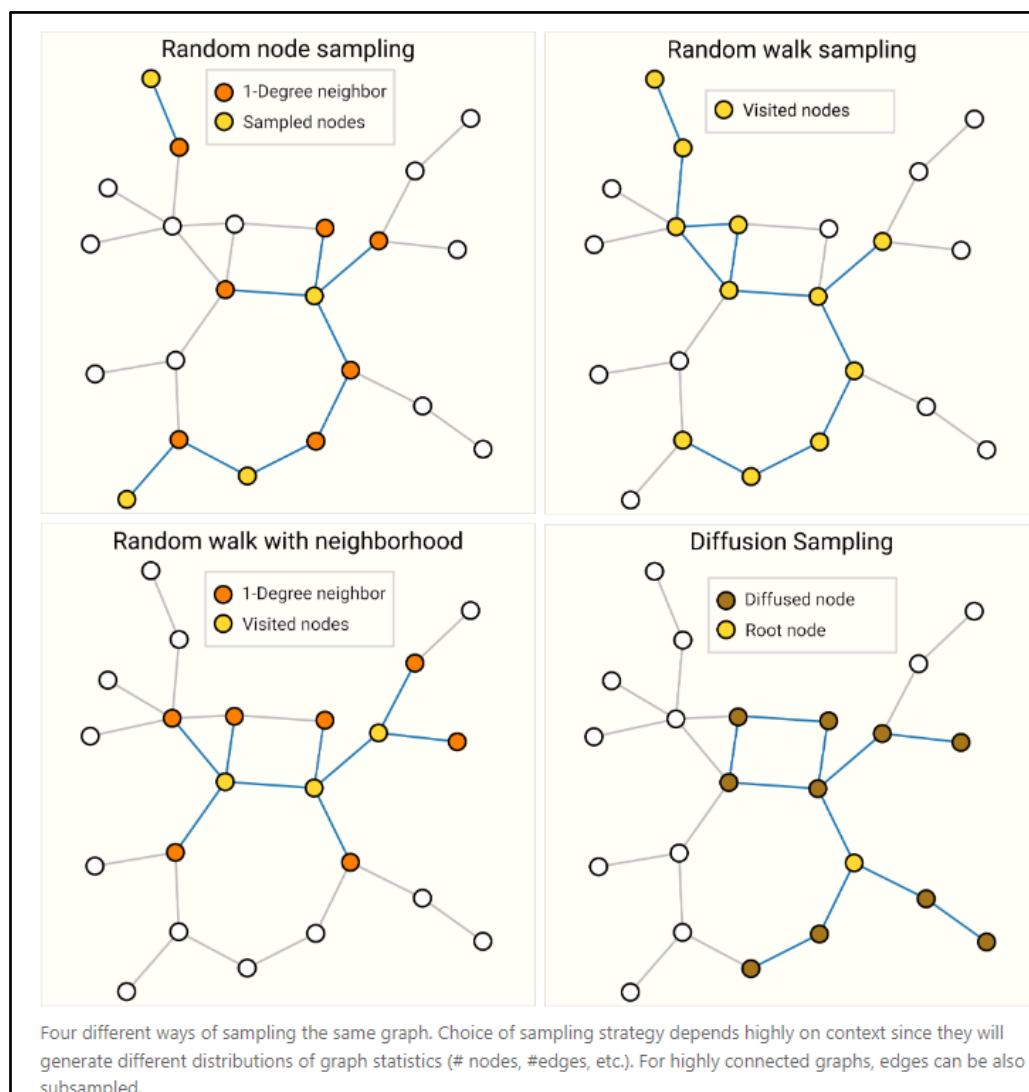 Random node sampling
1-Degree neighbor
Sampled nodes
Random walk sampling
Visited nodes
Random walk with neighborhood
1-Degree neighbor
Visited nodes
Diffusion Sampling
Diffused node
Root node
Four different ways of sampling the same graph. Choice of sampling strategy depends highly on context since they will
generate different distributions of graph statistics (# nodes, #edges, etc.). For highly connected graphs, edges can be also
subsampled.